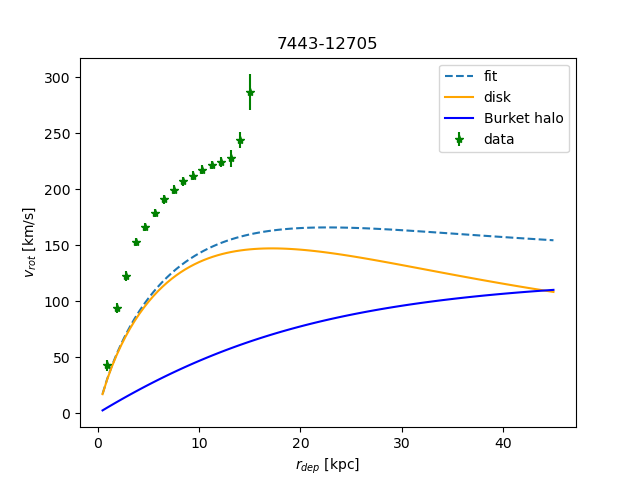 7443-12705
fit
disk
Burket halo
data
300
250
200
150
100
50
0
v_rot [km/s]
0 10 20 30 40
r_dep [kpc]